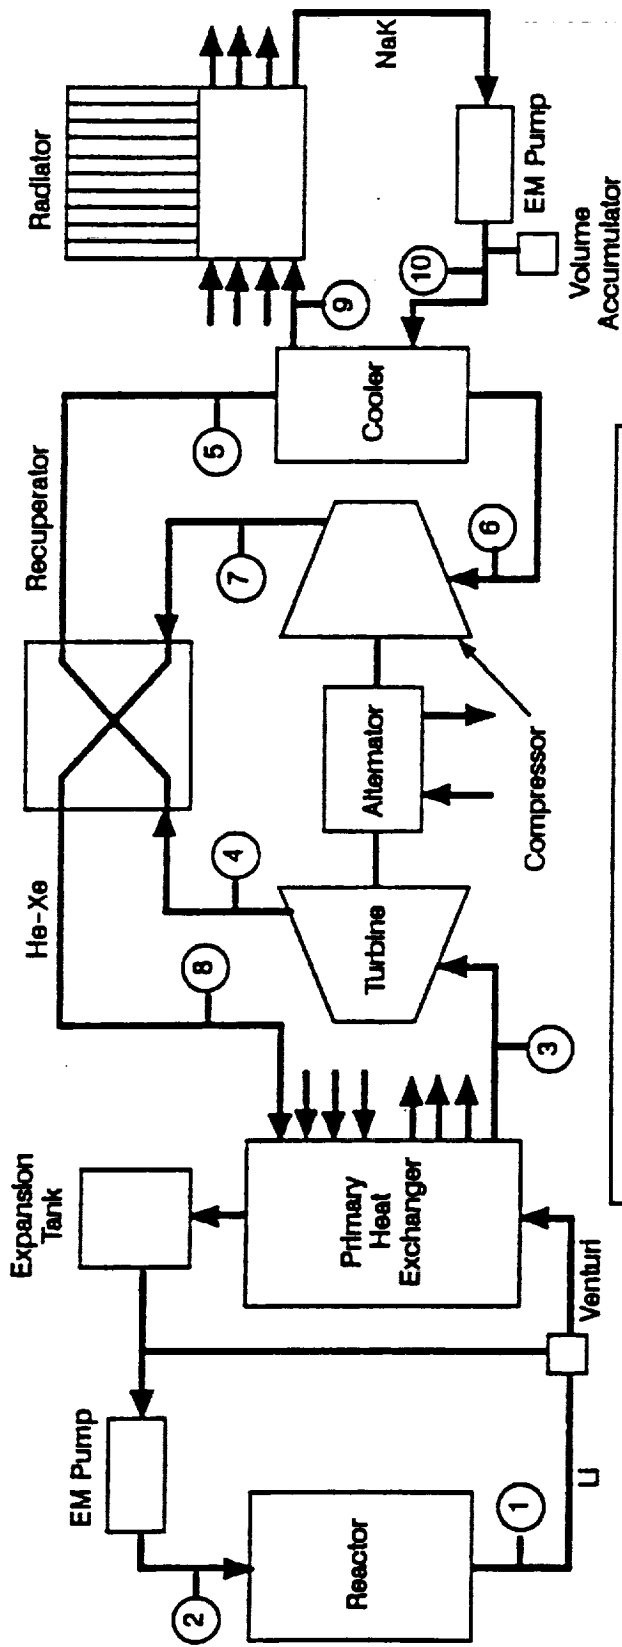 Expansion
Tank
He-Xe
Recuperator
Radiator
EM Pump
8
4
7
5
9
10
NaK
2
Reactor
Primary
Heat
Exchanger
Turbine
Alternator
Cooler
EM Pump
1
Li
Venturi
3
Compressor
6
Volume
Accumulator